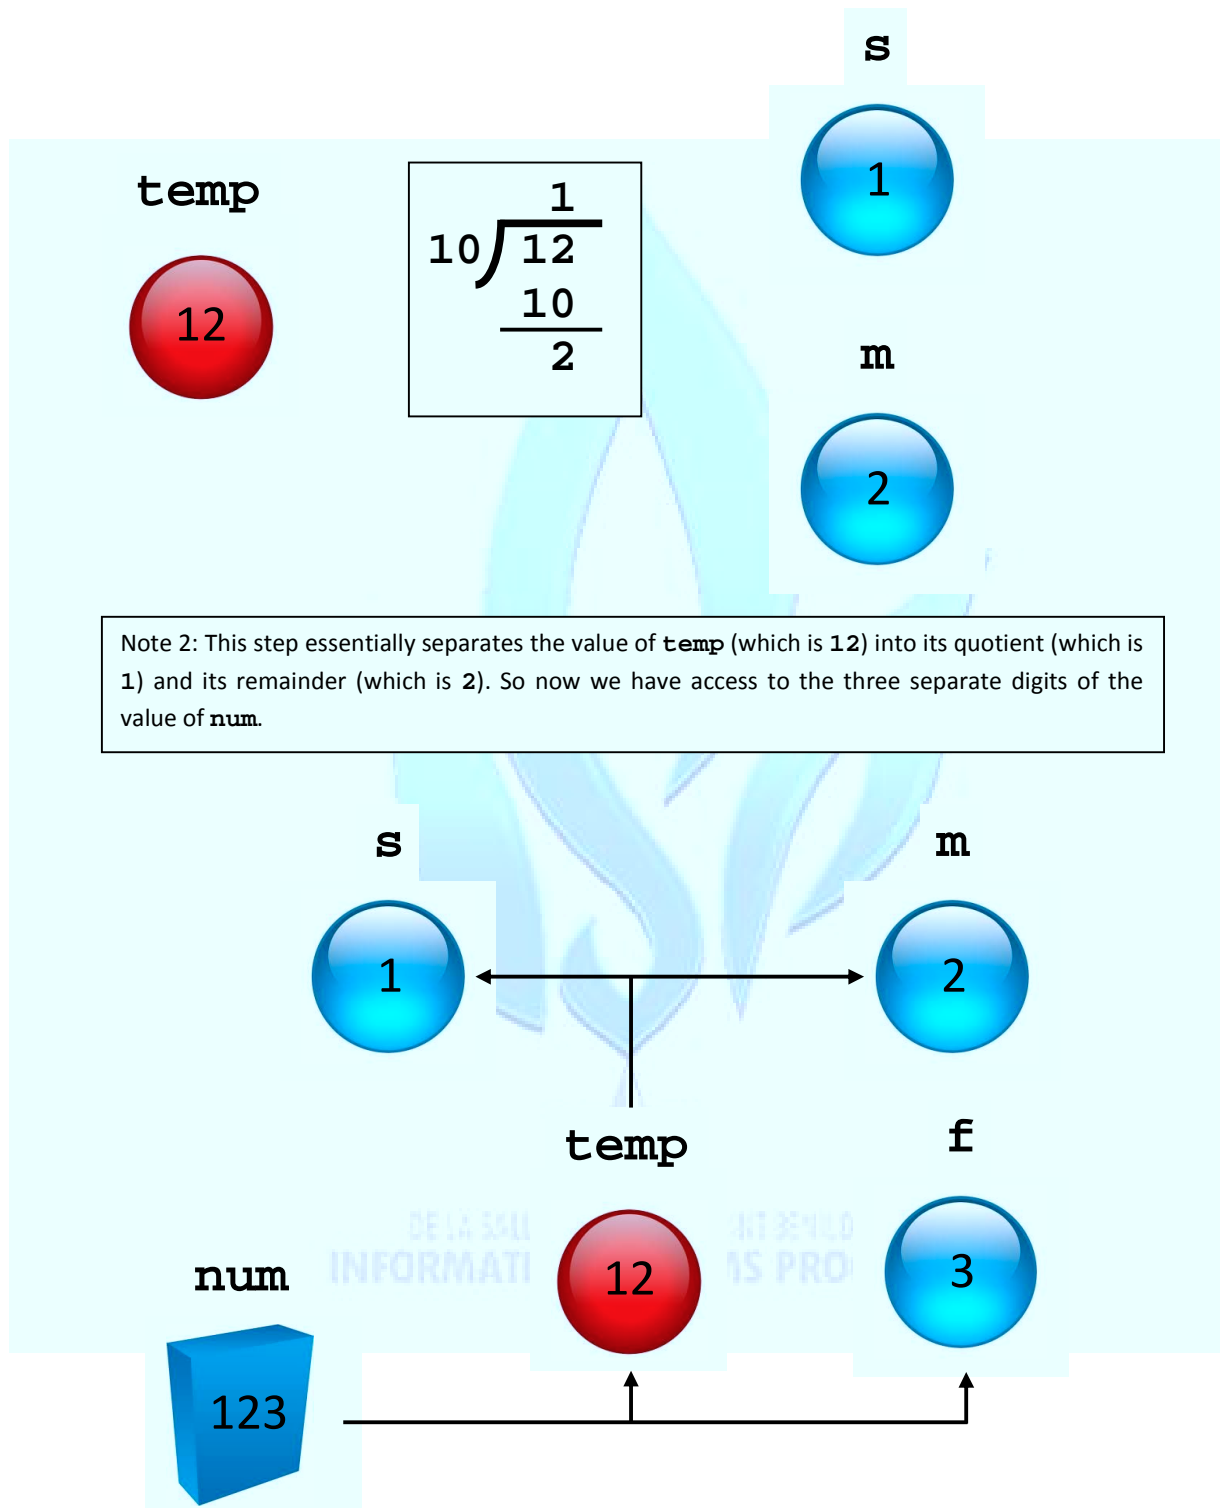 s
1
temp
12
1
10 12
10
2
m
2
Note 2: This step essentially separates the value of temp (which is 12) into its quotient (which is
1) and its remainder (which is 2). So now we have access to the three separate digits of the
value of num.
s
m
1
2
temp
f
12
3
INFORMATI
num
123